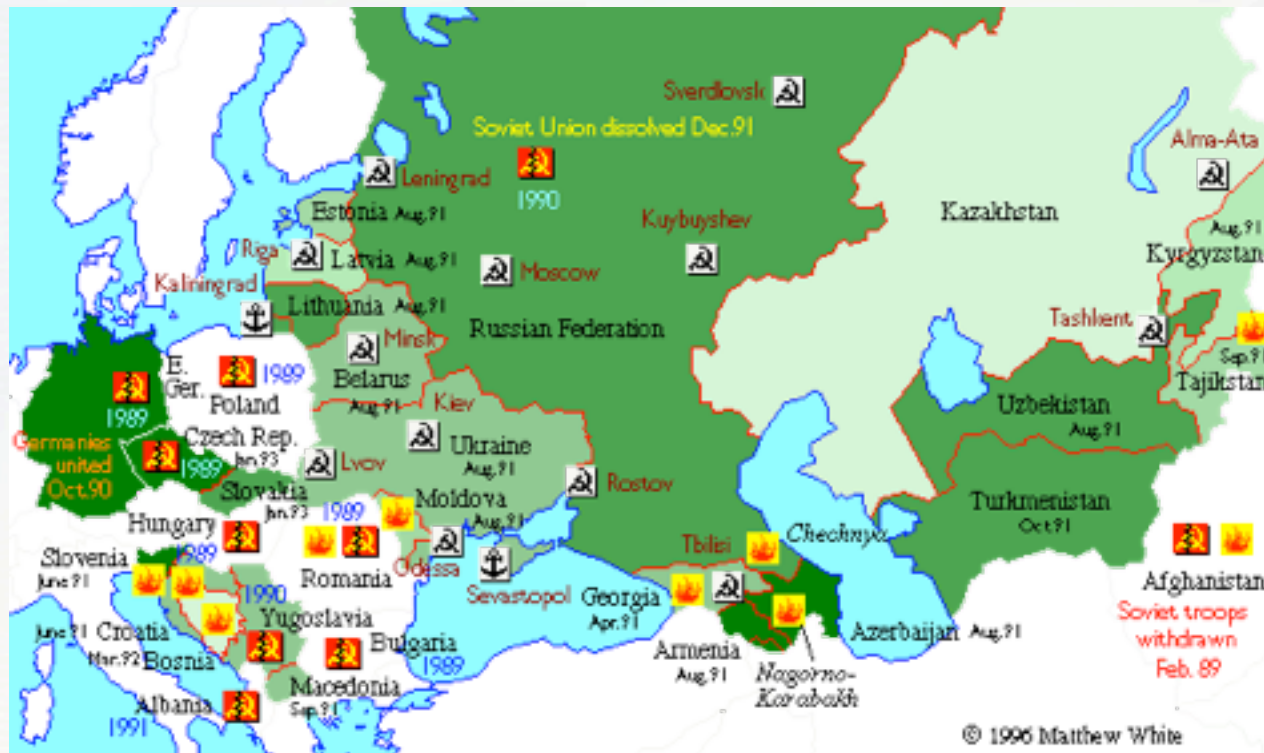 Sverdlovsk
Soviet Union dissolved Dec.91
Alma-Ata
Leningrad
1990
Estonia Aug.91
Kazakhstan
Kuybuyshev
Aug.91
Kyrgyzstan
Riga
Latvia Aug.91
Moscow
Kaliningrad
Lithuania Aug.91
Russian Federation
Tashkent
Minsk
Sep.91
Tajikstan
E.
Ger.
1989
Poland
Belarus
Aug.91
Uzbekistan
Aug.91
1989
Kiev
Germanies
united
Oct.90
Czech Rep.
Jan.93
1989
Ukraine
Aug.91
Lvov
Rostov
Slovakia
Jan.93
1989
Moldova
Aug.91
Turkmenistan
Oct.91
Hungary
1989
Chechnya
Tbilisi
Slovenia
June 91
Romania
Odessa
Sevastopol
Georgia
Apr.91
Afghanistan
Soviet troops
withdrawn
Feb. 89
1990
Yugoslavia
June 91 Croatia
Mar.92 Bosnia
Bulgaria
1989
Armenia
Aug.91
Azerbaijan Aug.91
Nagorno-
Karabakh
Macedonia
Sep.91
Albania
1991
© 1996 Matthew White